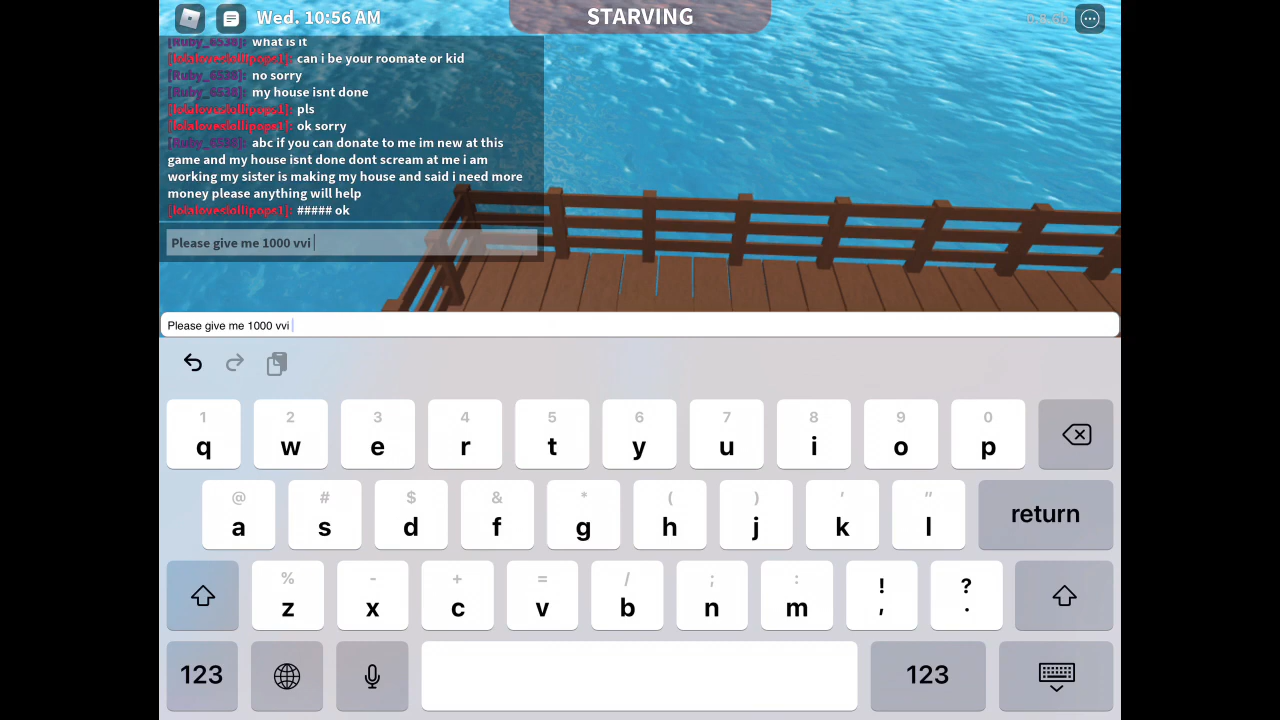 Wed. 10:56 AM
STARVING
[Ruby_6538]: what is it
[lolaloveslollipops1]: can i be your roomate or kid
[Ruby_6538]: no sorry
[Ruby_6538]: my house isnt done
[lolaloveslollipops1]: pls
[lolaloveslollipops1]: ok sorry
[Ruby_6538]: abc if you can donate to me im new at this
game and my house isnt done dont scream at me i am
working my sister is making my house and said i need more
money please anything will help
[lolaloveslollipops1]: ##### ok
Please give me 1000 vvi
Please give me 1000 vvi
1 2 3 4 5 6 7 8 9 0
q w e r t y u i o p
@ # $ & * ( ) ' "
a s d f g h j k l return
% - + = / ; : ! ?
z x c v b n m , .
123 123